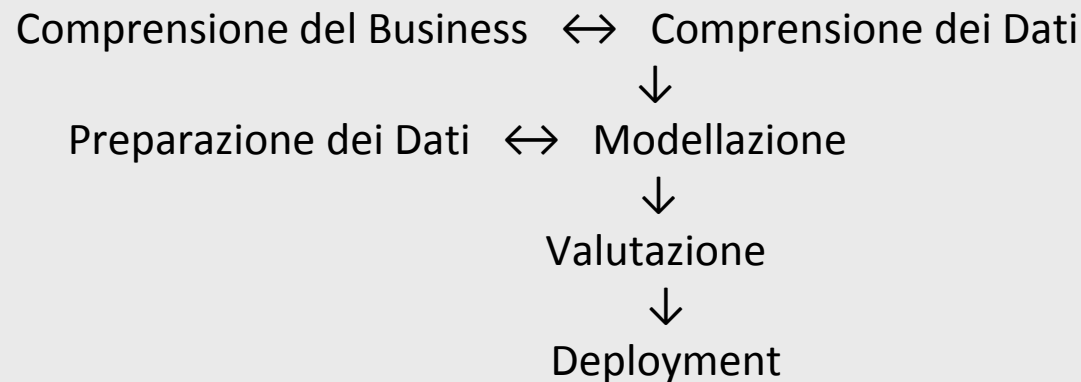 Comprensione del Business ↔ Comprensione dei Dati
↓
Preparazione dei Dati ↔ Modellazione
↓
Valutazione
↓
Deployment